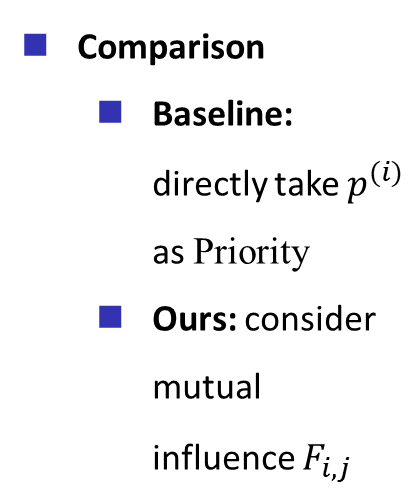 Comparison
Baseline:
directly take p^(i)
as Priority
Ours: consider
mutual
influence F_i,j